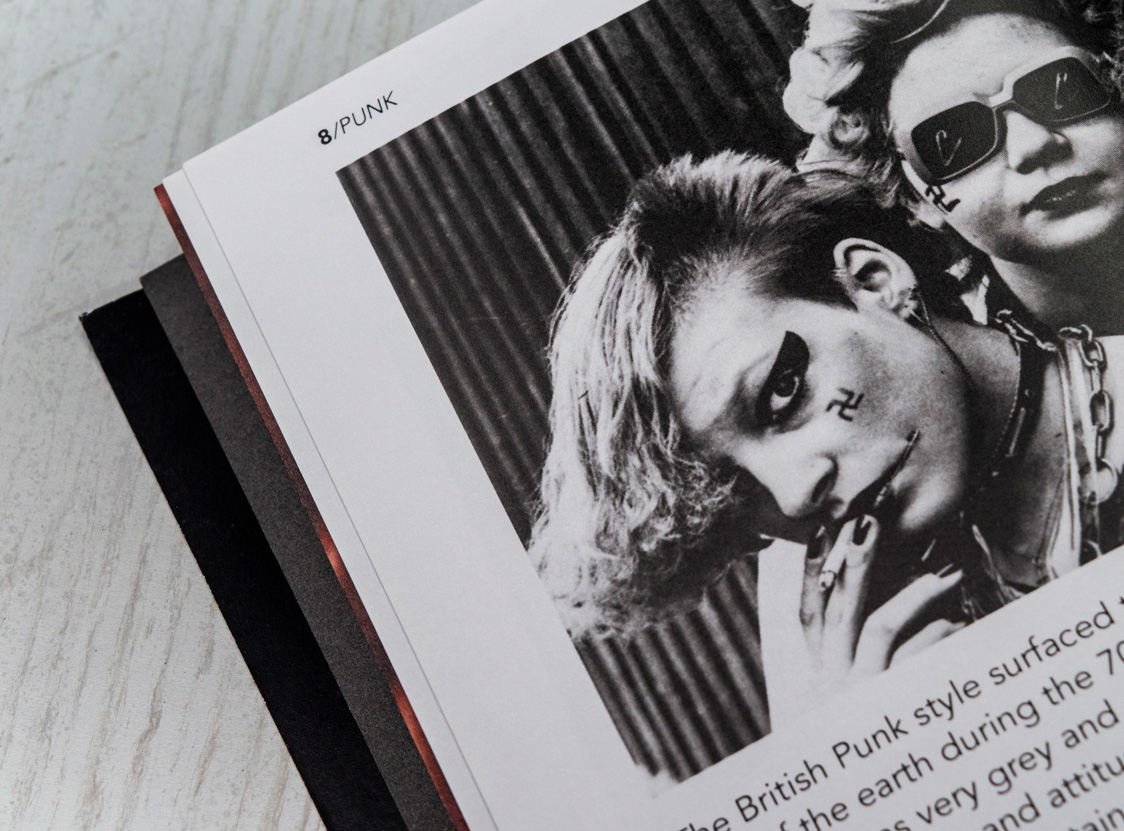 8/PUNK
The British Punk style surfaced
of the earth during the 70
very grey and
and attitu